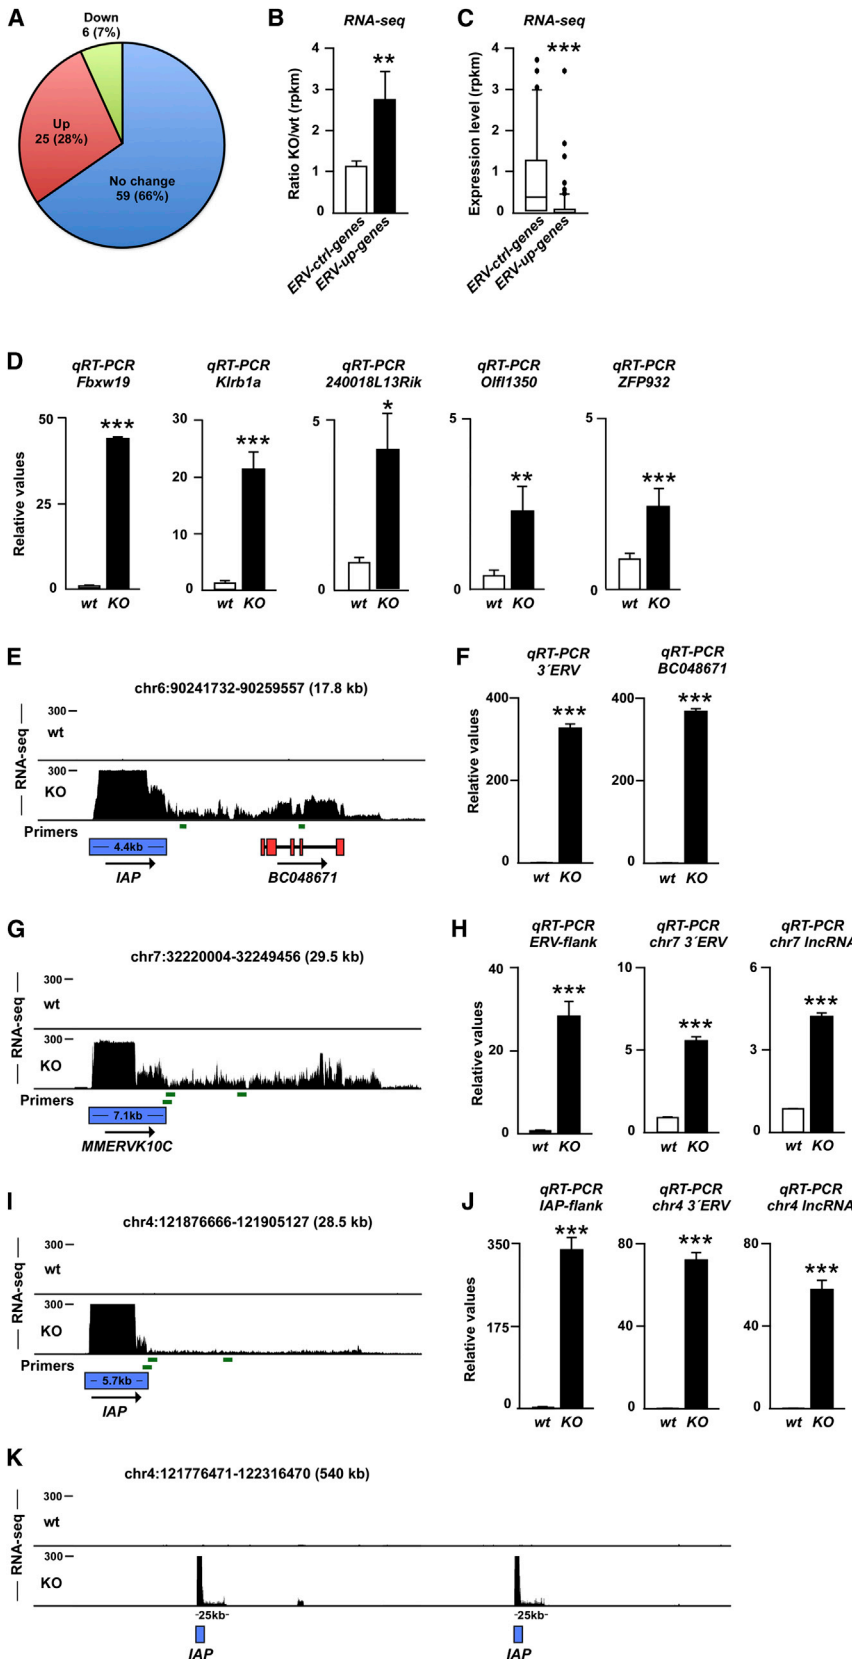 A
Down
6 (7%)
Up
25 (28%)
No change
59 (66%)
B
RNA-seq
Ratio KO/wt (rpkm)
4
3
2
1
0
**
ERV-ctrl-genes
ERV-up-genes
C
RNA-seq
Expression level (rpkm)
4
3
2
1
0
***
ERV-ctrl-genes
ERV-up-genes
D
qRT-PCR
Fbxw19
Relative values
50
25
0
***
wt KO
qRT-PCR
Klrb1a
30
20
10
0
***
wt KO
qRT-PCR
240018L13Rik
5
0
*
wt KO
qRT-PCR
Olfl1350
5
0
**
wt KO
qRT-PCR
ZFP932
5
0
***
wt KO
E
chr6:90241732-90259557 (17.8 kb)
RNA-seq
300
wt
300
KO
Primers
4.4kb
IAP
BC048671
F
qRT-PCR
3´ERV
Relative values
400
200
0
***
wt KO
qRT-PCR
BC048671
400
200
0
***
wt KO
G
chr7:32220004-32249456 (29.5 kb)
RNA-seq
300
wt
300
KO
Primers
7.1kb
MMERVK10C
H
qRT-PCR
ERV-flank
Relative values
40
20
0
***
wt KO
qRT-PCR
chr7 3´ERV
10
5
0
***
wt KO
qRT-PCR
chr7 lncRNA
6
3
0
***
wt KO
I
chr4:121876666-121905127 (28.5 kb)
RNA-seq
300
wt
300
KO
Primers
5.7kb
IAP
J
qRT-PCR
IAP-flank
Relative values
350
175
0
***
wt KO
qRT-PCR
chr4 3´ERV
80
40
0
***
wt KO
qRT-PCR
chr4 lncRNA
80
40
0
***
wt KO
K
chr4:121776471-122316470 (540 kb)
RNA-seq
300
wt
300
KO
-25kb-
-25kb-
IAP
IAP